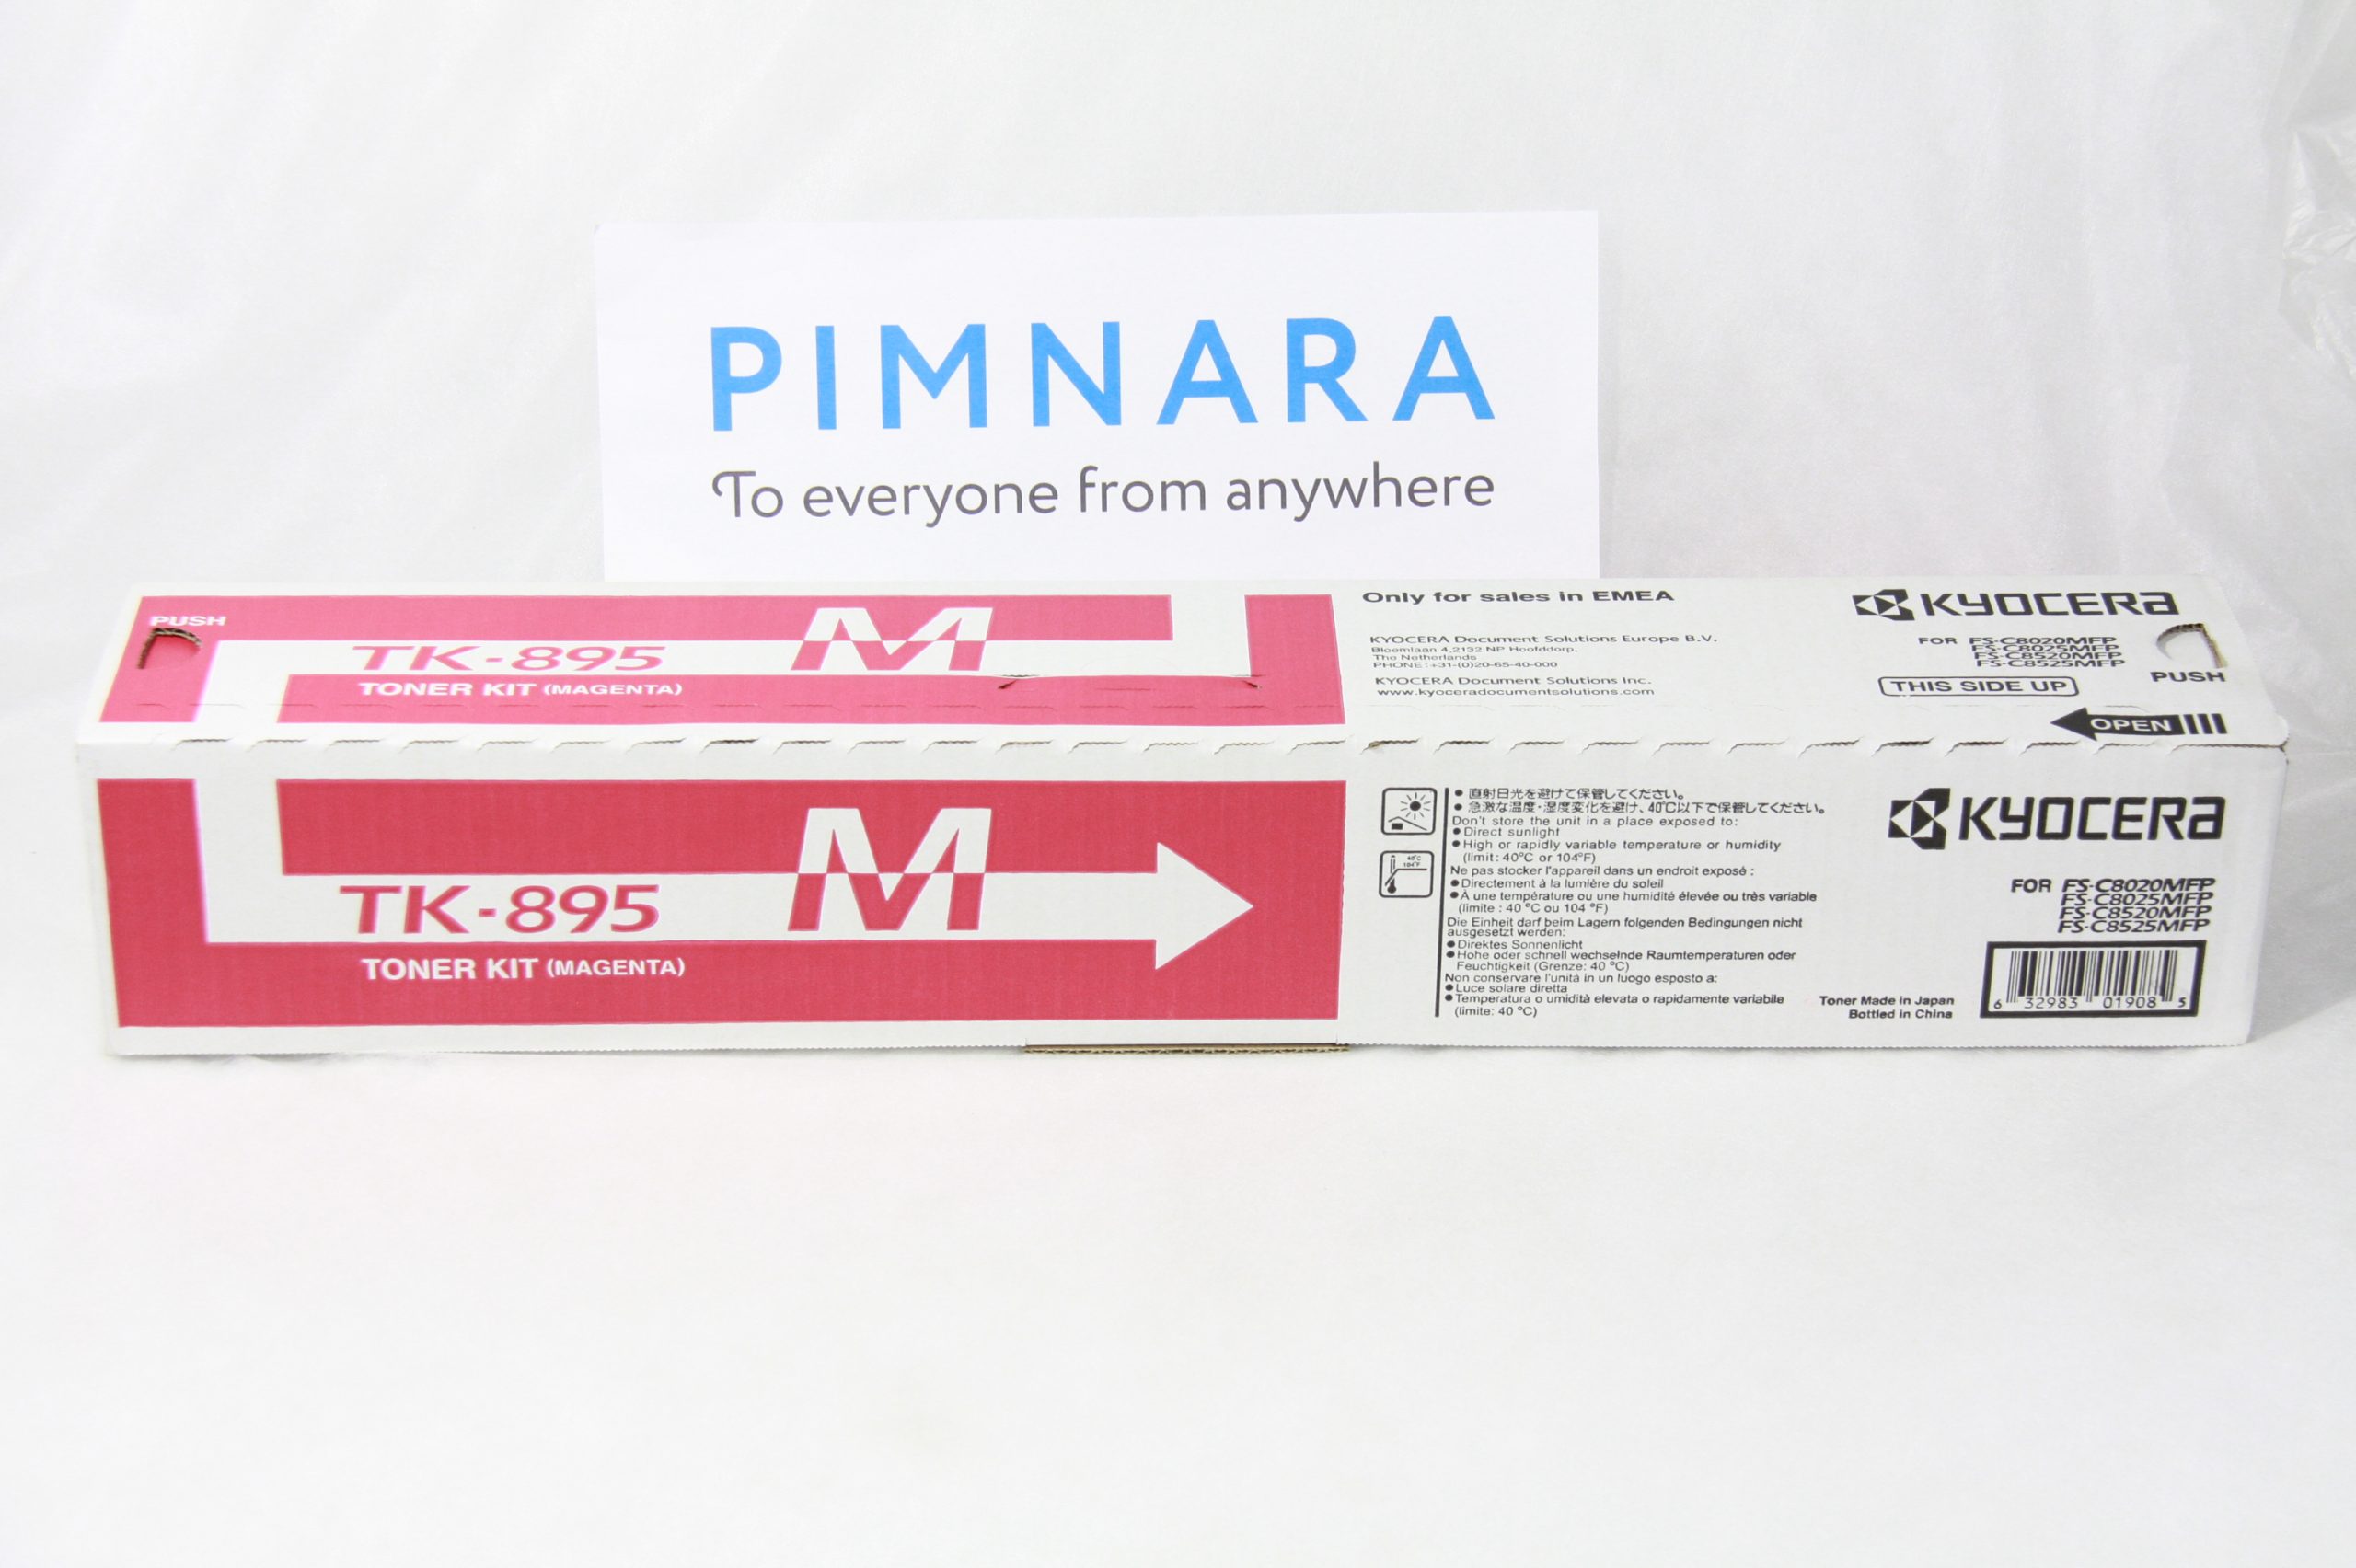 PIMNARA
To everyone from anywhere
PUSH
TK-895
M
TONER KIT (MAGENTA)
Only for sales in EMEA
KYOCERA Document Solutions Europe B.V.
Bloemlaan 4,2132 NP Hoofddorp,
The Netherlands
PHONE : +31-(0)20-65-40-000
KYOCERA Document Solutions Inc.
www.kyoceradocumentsolutions.com
KYOCERA
FOR FS-C8020MFP
FS-C8025MFP
FS-C8520MFP
FS-C8525MFP
THIS SIDE UP
PUSH
OPEN
TK-895
M
TONER KIT (MAGENTA)
40°C
104°F
● 直射日光を避けて保管してください。
● 急激な温度・湿度変化を避け、40℃以下で保管してください。
Don't store the unit in a place exposed to:
● Direct sunlight
● High or rapidly variable temperature or humidity
(limit: 40°C or 104°F)
Ne pas stocker l'appareil dans un endroit exposé :
● Directement à la lumière du soleil
● À une température ou une humidité élevée ou très variable
(limite : 40 °C ou 104 °F)
Die Einheit darf beim Lagern folgenden Bedingungen nicht
ausgesetzt werden:
● Direktes Sonnenlicht
● Hohe oder schnell wechselnde Raumtemperaturen oder
Feuchtigkeit (Grenze: 40 °C)
Non conservare l'unità in un luogo esposto a:
● Luce solare diretta
● Temperatura o umidità elevata o rapidamente variabile
(limite: 40 °C)
KYOCERA
FOR FS-C8020MFP
FS-C8025MFP
FS-C8520MFP
FS-C8525MFP
Toner Made in Japan
Bottled in China
6 32983 01908 5